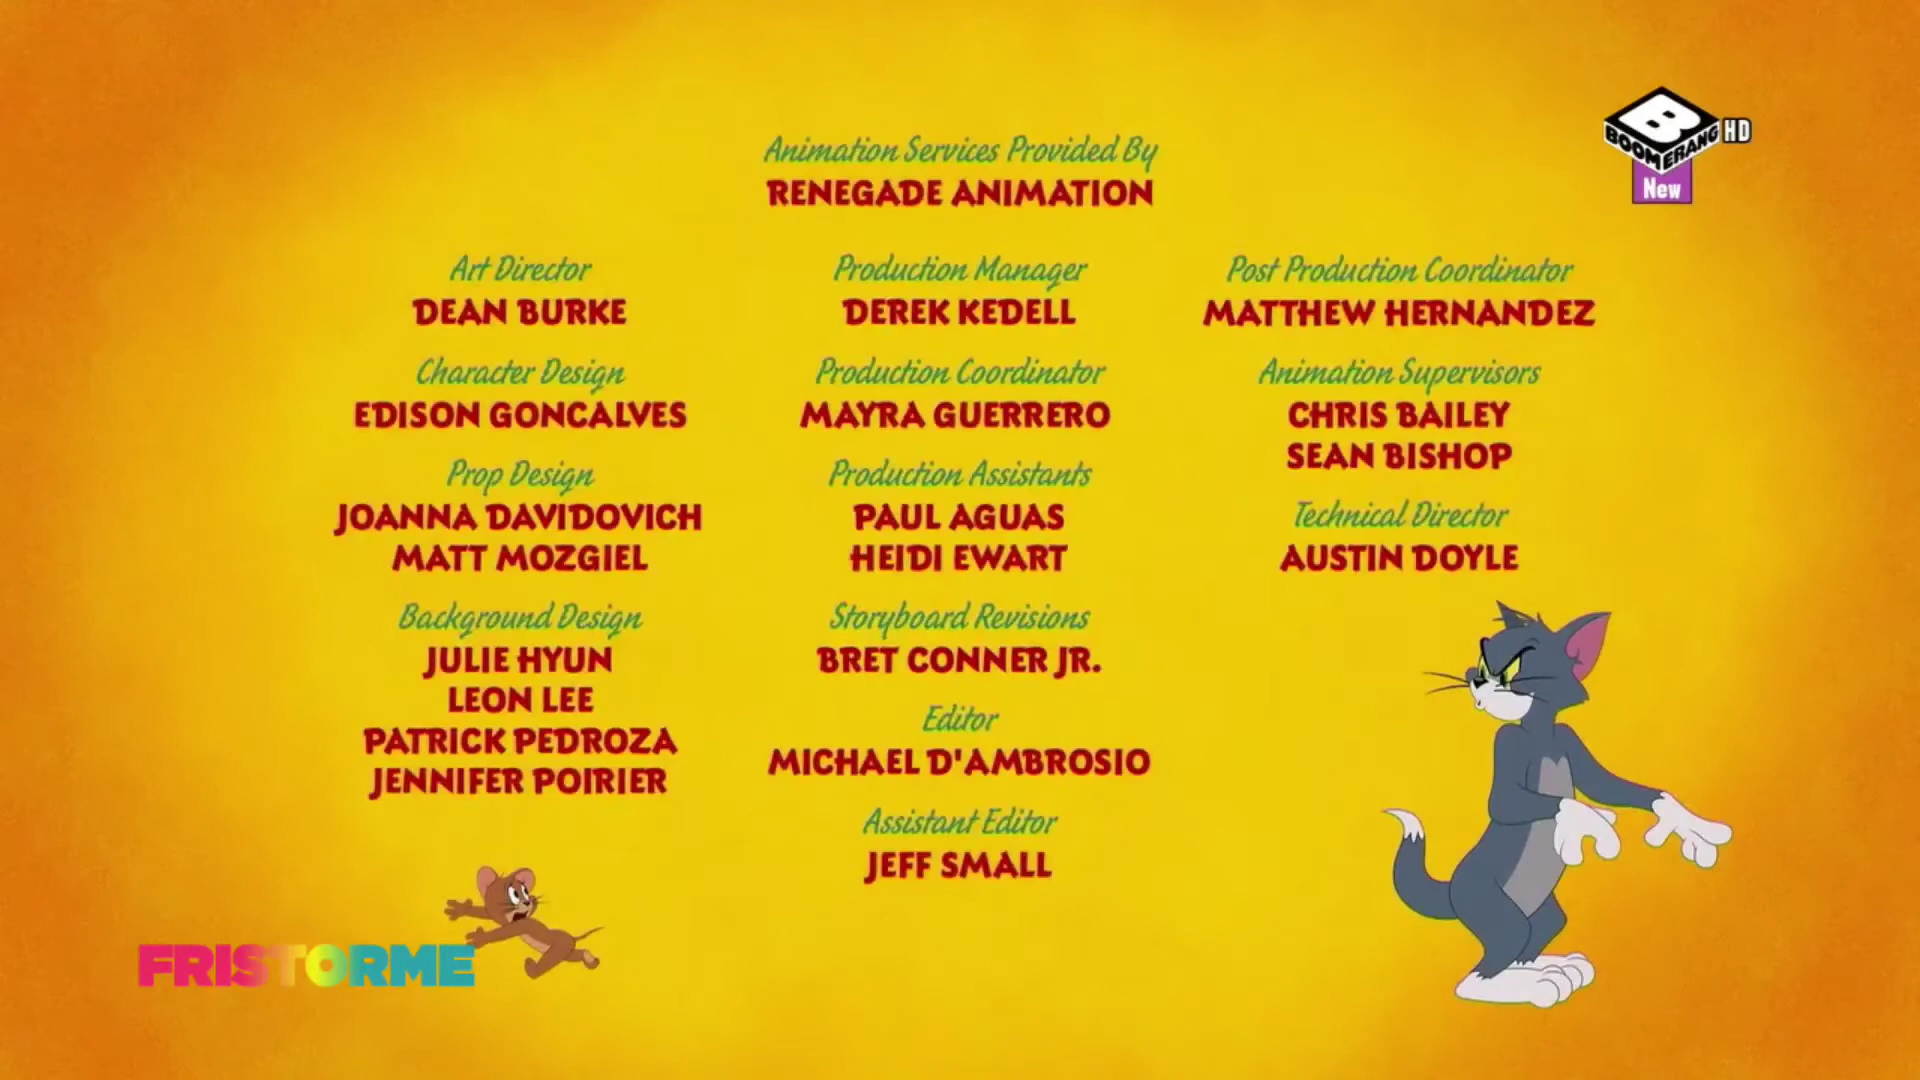 Animation Services Provided By
RENEGADE ANIMATION
Art Director
DEAN BURKE
Character Design
EDISON GONCALVES
Prop Design
JOANNA DAVIDOVICH
MATT MOZGIEL
Background Design
JULIE HYUN
LEON LEE
PATRICK PEDROZA
JENNIFER POIRIER
Production Manager
DEREK KEDELL
Production Coordinator
MAYRA GUERRERO
Production Assistants
PAUL AGUAS
HEIDI EWART
Storyboard Revisions
BRET CONNER JR.
Editor
MICHAEL D'AMBROSIO
Assistant Editor
JEFF SMALL
Post Production Coordinator
MATTHEW HERNANDEZ
Animation Supervisors
CHRIS BAILEY
SEAN BISHOP
Technical Director
AUSTIN DOYLE
B
BOOMERANG HD
New
FRISTORME